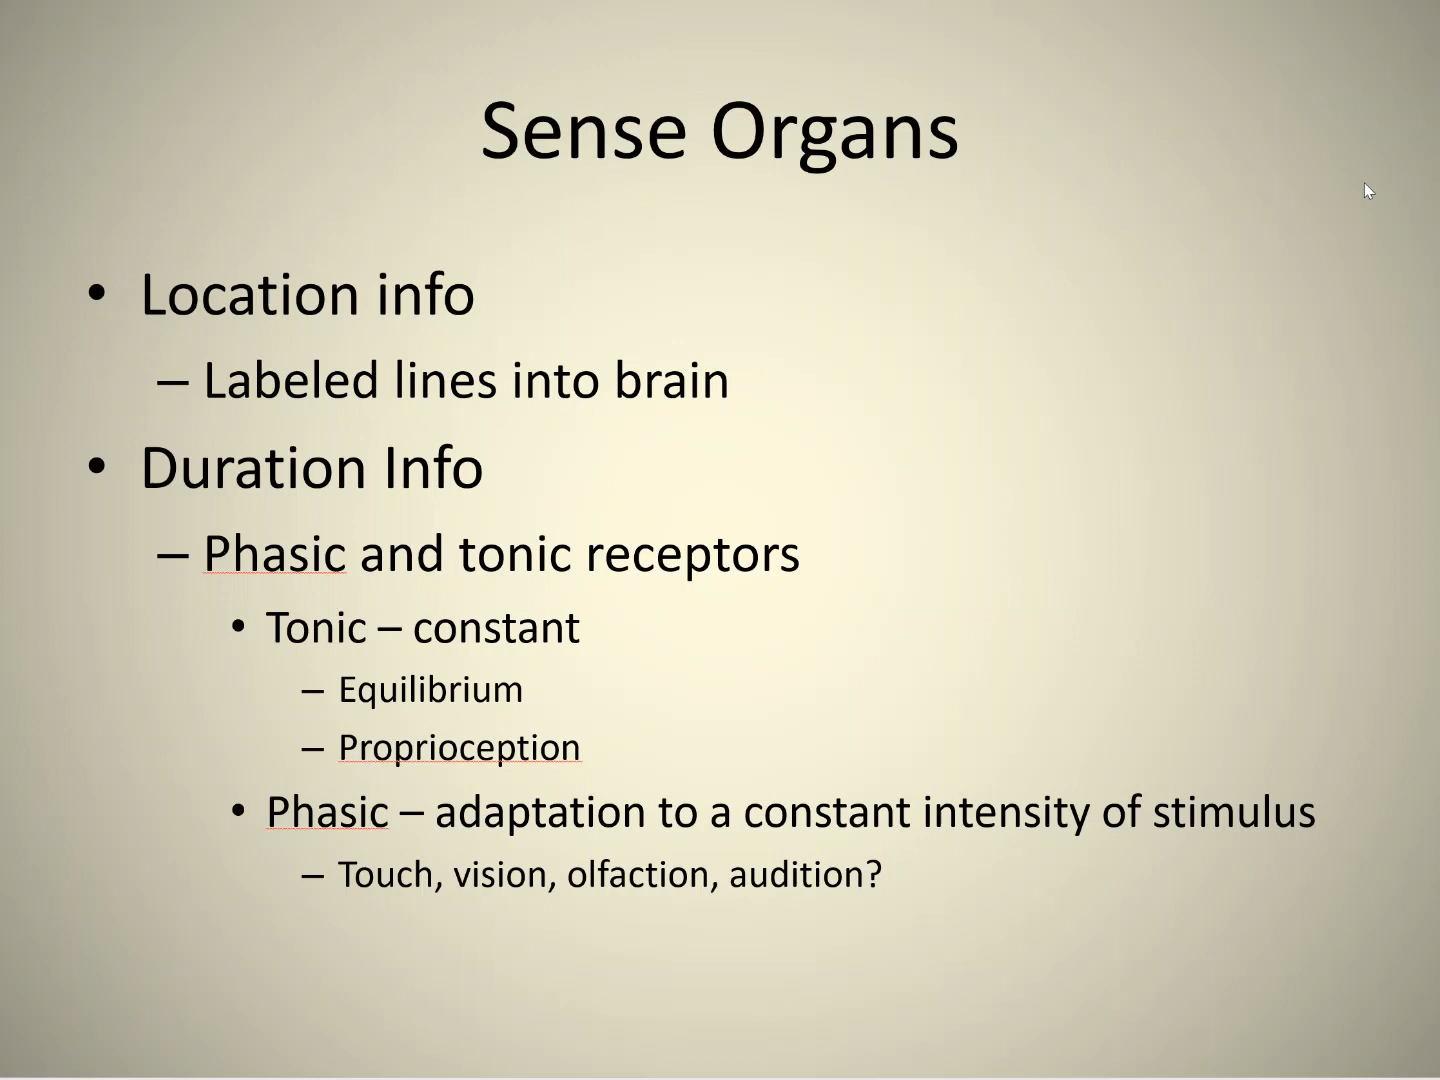 Sense Organs
• Location info
– Labeled lines into brain
• Duration Info
– Phasic and tonic receptors
• Tonic – constant
– Equilibrium
– Proprioception
• Phasic – adaptation to a constant intensity of stimulus
– Touch, vision, olfaction, audition?